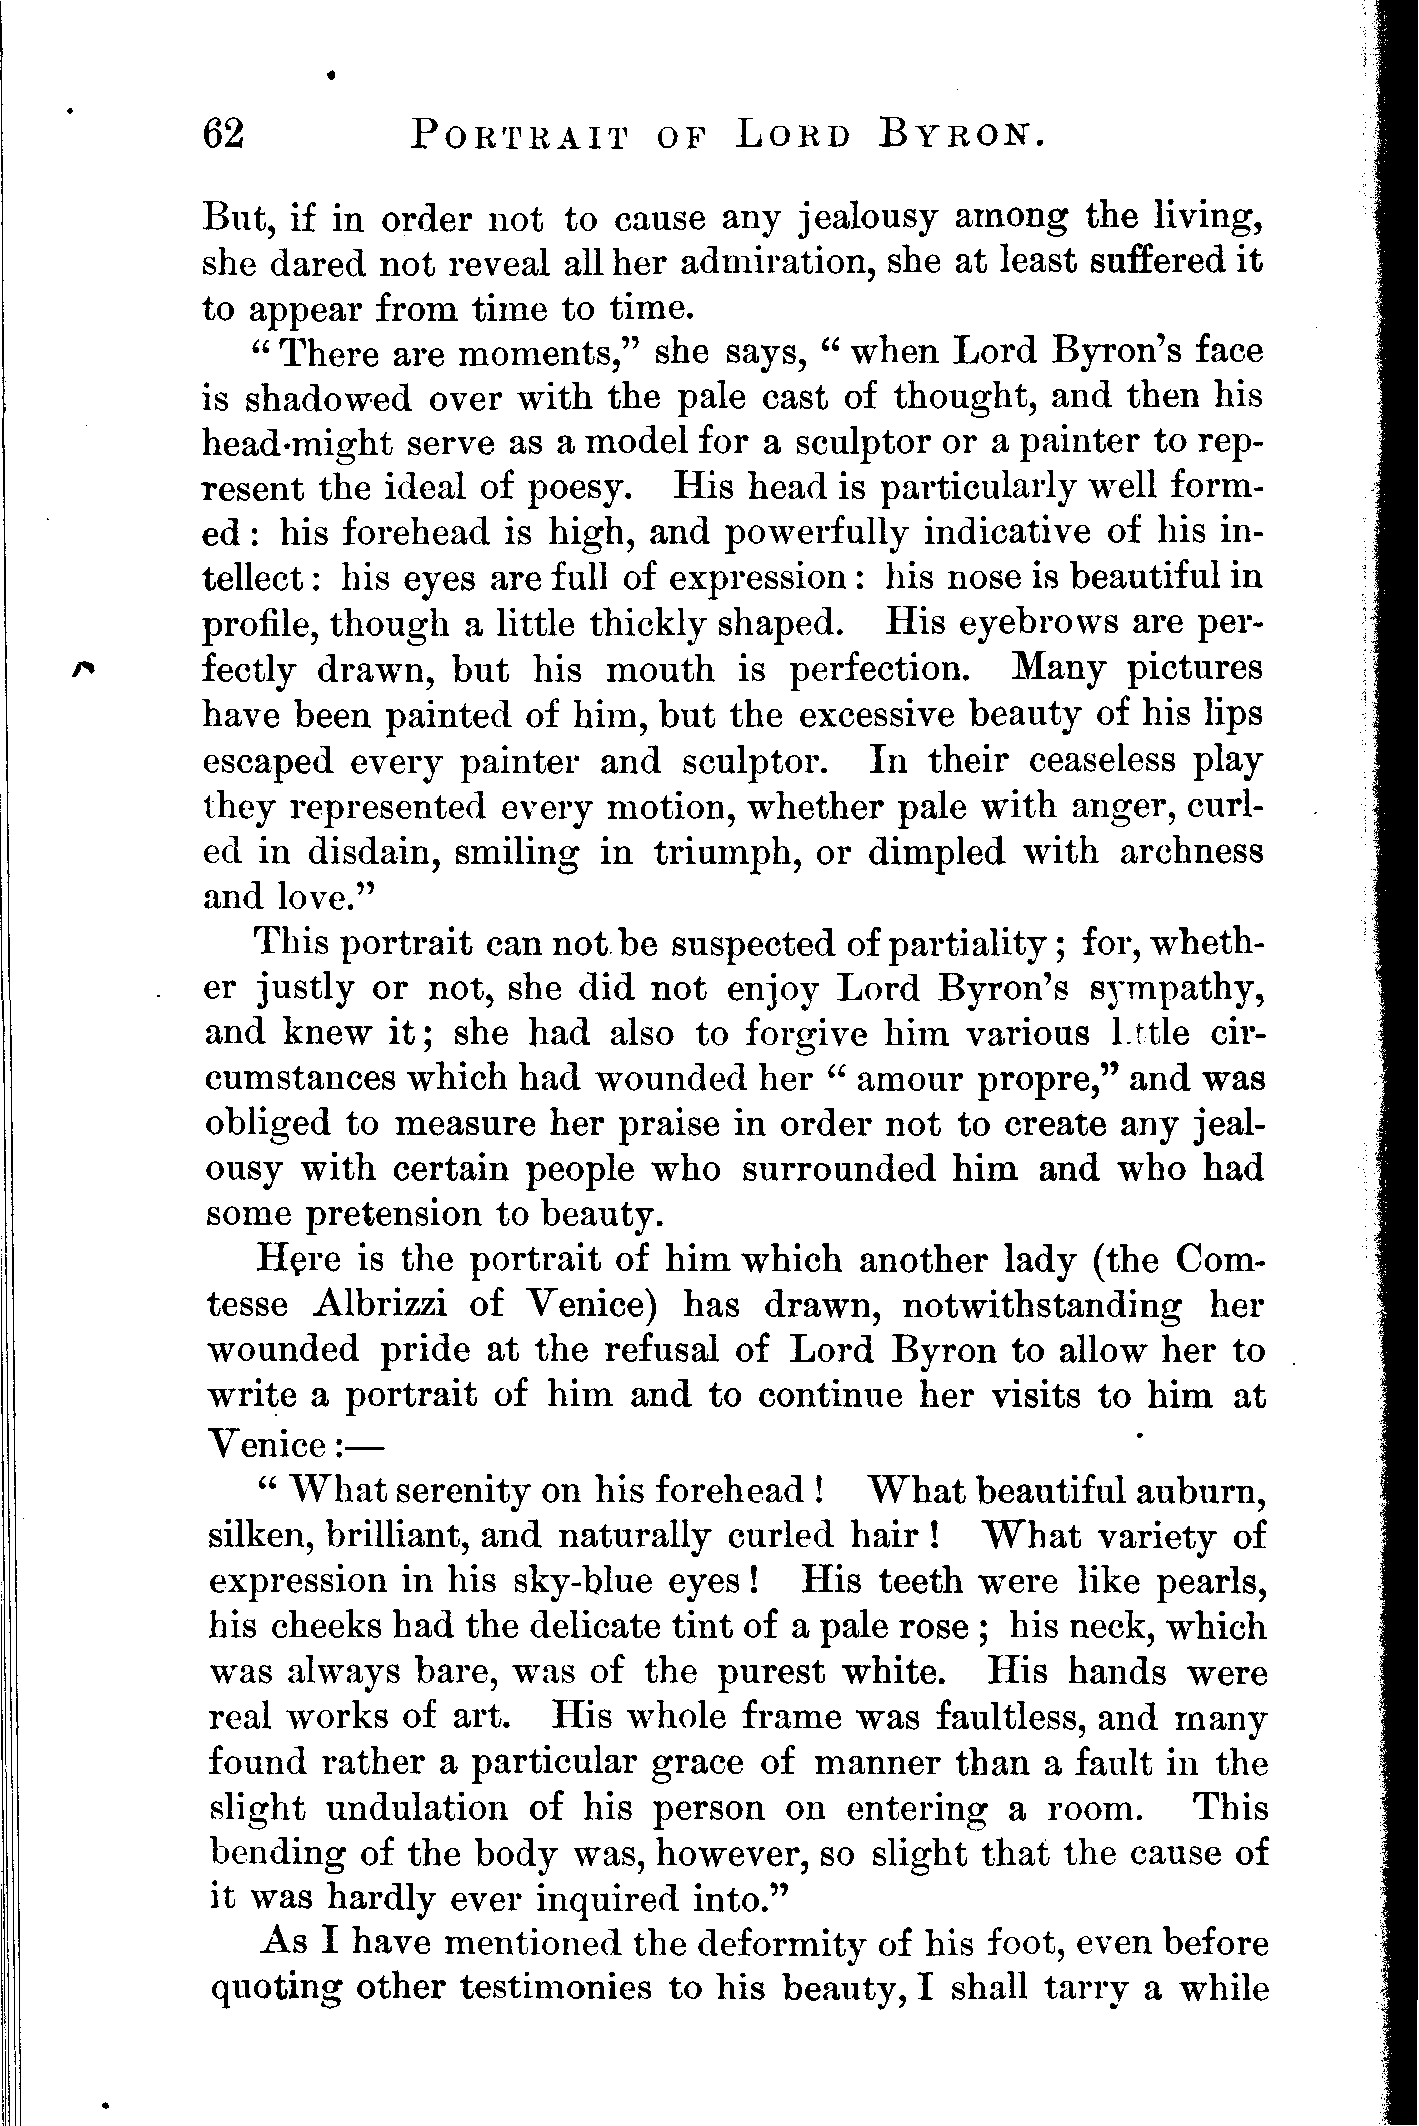 62 PORTRAIT OF LORD BYRON.
But, if in order not to cause any jealousy among the living,
she dared not reveal all her admiration, she at least suffered it
to appear from time to time.
“There are moments,” she says, “when Lord Byron’s face
is shadowed over with the pale cast of thought, and then his
head might serve as a model for a sculptor or a painter to rep-
resent the ideal of poesy. His head is particularly well form-
ed: his forehead is high, and powerfully indicative of his in-
tellect: his eyes are full of expression: his nose is beautiful in
profile, though a little thickly shaped. His eyebrows are per-
fectly drawn, but his mouth is perfection. Many pictures
have been painted of him, but the excessive beauty of his lips
escaped every painter and sculptor. In their ceaseless play
they represented every motion, whether pale with anger, curl-
ed in disdain, smiling in triumph, or dimpled with archness
and love.”
This portrait can not be suspected of partiality; for, wheth-
er justly or not, she did not enjoy Lord Byron’s sympathy,
and knew it; she had also to forgive him various little cir-
cumstances which had wounded her “amour propre,” and was
obliged to measure her praise in order not to create any jeal-
ousy with certain people who surrounded him and who had
some pretension to beauty.
Here is the portrait of him which another lady (the Com-
tesse Albrizzi of Venice) has drawn, notwithstanding her
wounded pride at the refusal of Lord Byron to allow her to
write a portrait of him and to continue her visits to him at
Venice:—
“What serenity on his forehead! What beautiful auburn,
silken, brilliant, and naturally curled hair! What variety of
expression in his sky-blue eyes! His teeth were like pearls,
his cheeks had the delicate tint of a pale rose; his neck, which
was always bare, was of the purest white. His hands were
real works of art. His whole frame was faultless, and many
found rather a particular grace of manner than a fault in the
slight undulation of his person on entering a room. This
bending of the body was, however, so slight that the cause of
it was hardly ever inquired into.”
As I have mentioned the deformity of his foot, even before
quoting other testimonies to his beauty, I shall tarry a while